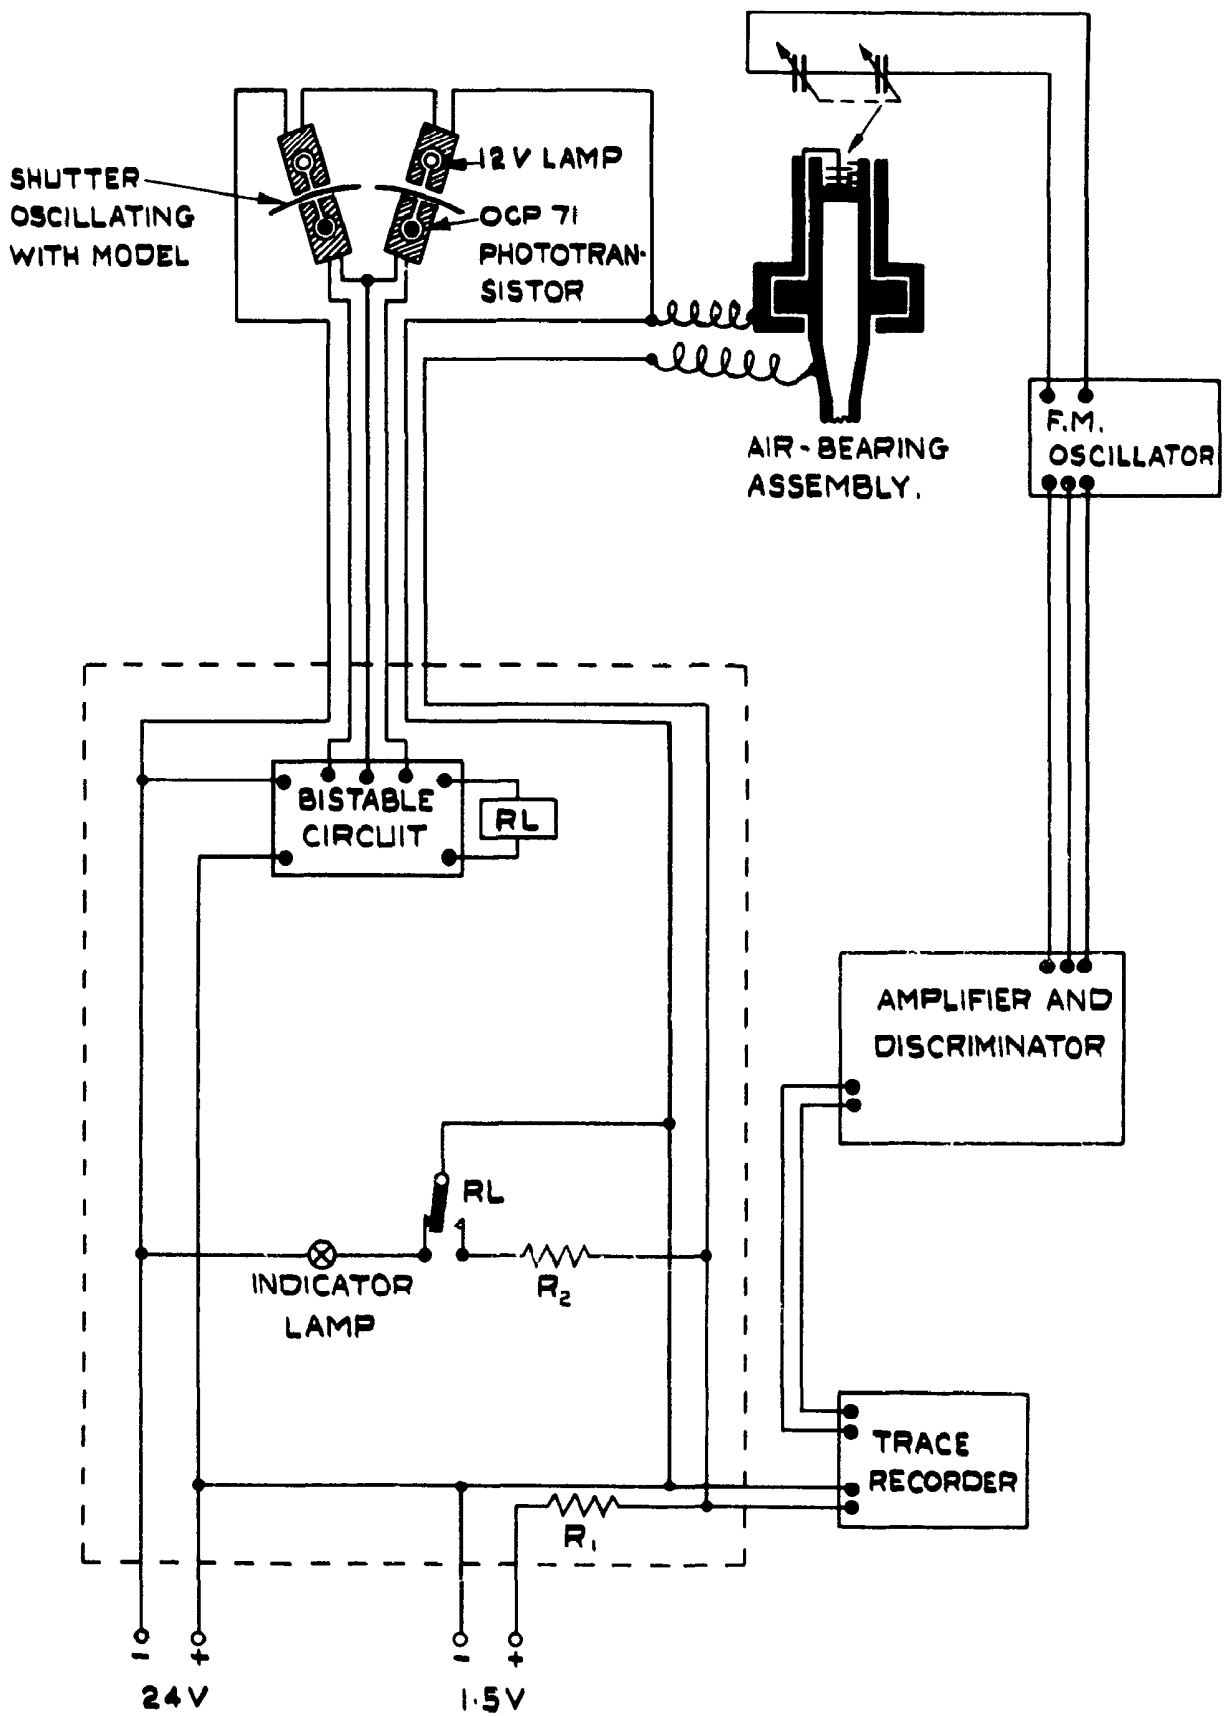 SHUTTER
OSCILLATING
WITH MODEL
12 V LAMP
OCP 71
PHOTOTRAN-
SISTOR
AIR-BEARING
ASSEMBLY.
F.M.
OSCILLATOR
BISTABLE
CIRCUIT
RL
AMPLIFIER AND
DISCRIMINATOR
RL
INDICATOR
LAMP
R2
TRACE
RECORDER
R1
- +
24V
- +
1·5V